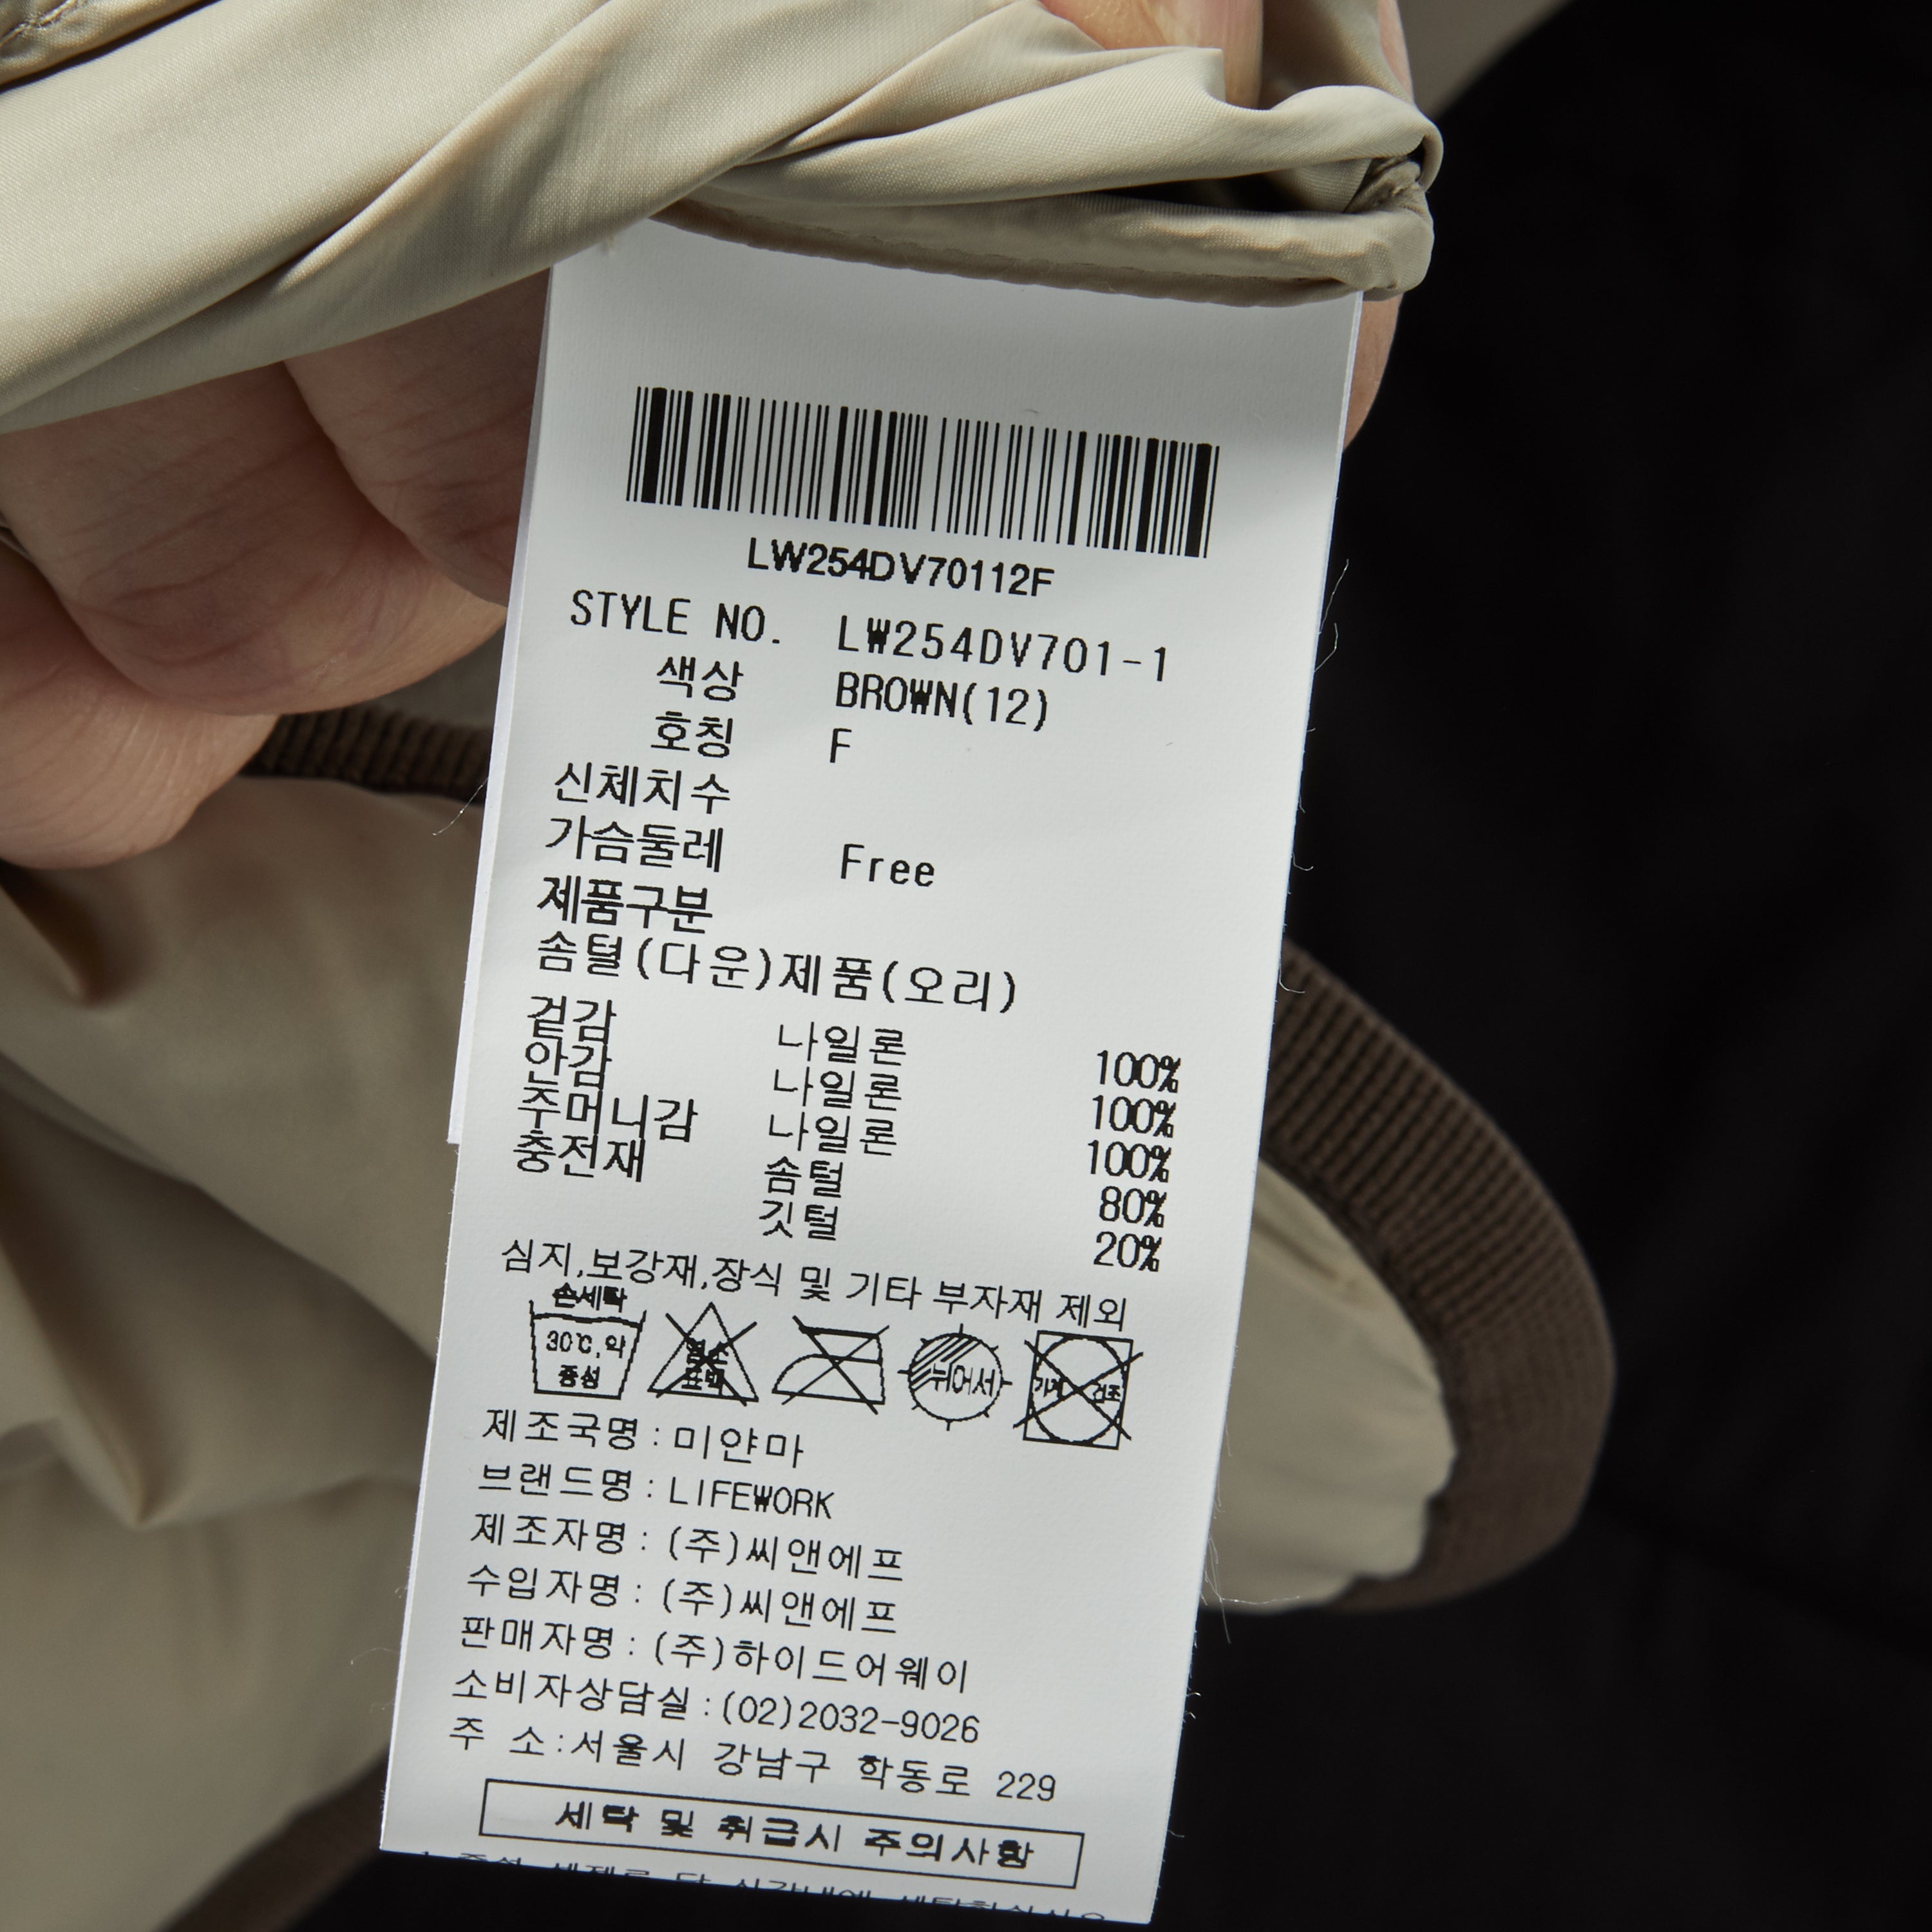 LW254DV70112F
STYLE NO. LW254DV701-1
색상 BROWN(12)
호칭 F
신체치수
가슴둘레 Free
제품구분
솜털(다운)제품(오리)
겉감 나일론 100%
안감 나일론 100%
주머니감 나일론 100%
충전재 솜털 80%
깃털 20%
심지,보강재,장식 및 기타 부자재 제외
손세탁
30℃,약
중성
염소
표백
뉘어서
기계 건조
제조국명:미얀마
브랜드명:LIFEWORK
제조자명:(주)씨앤에프
수입자명:(주)씨앤에프
판매자명:(주)하이드어웨이
소비자상담실:(02)2032-9026
주 소:서울시 강남구 학동로 229
세탁 및 취급시 주의사항